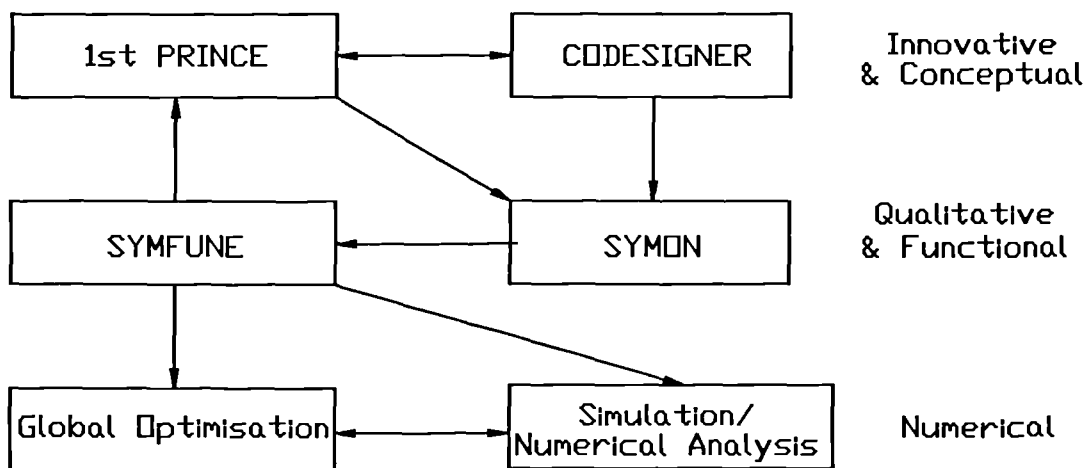 1st PRINCE
CODESIGNER
Innovative
& Conceptual
SYMFUNE
SYMON
Qualitative
& Functional
Global Optimisation
Simulation/
Numerical Analysis
Numerical